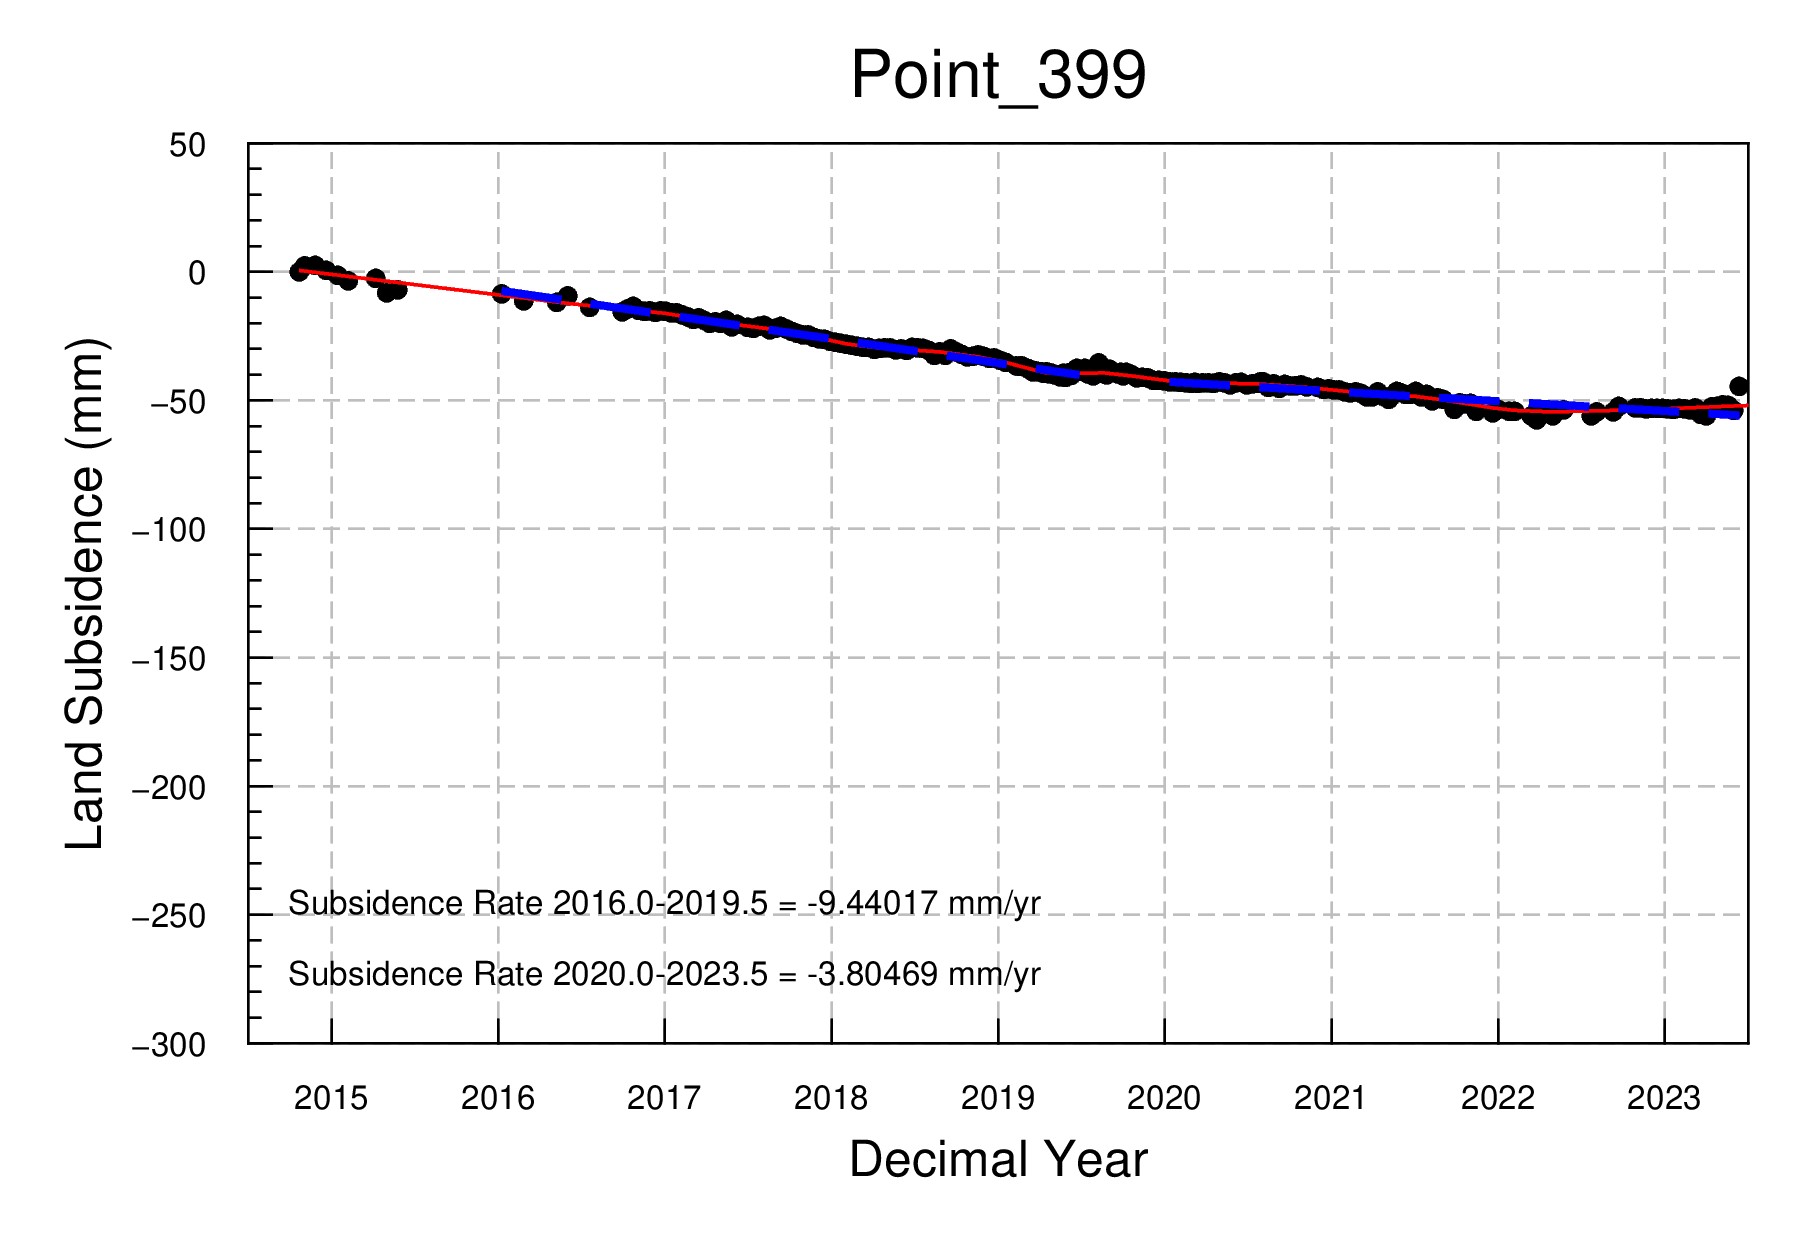 Point_399
50
0
−50
−100
−150
−200
−250
−300
Land Subsidence (mm)
Subsidence Rate 2016.0-2019.5 = -9.44017 mm/yr
Subsidence Rate 2020.0-2023.5 = -3.80469 mm/yr
2015 2016 2017 2018 2019 2020 2021 2022 2023
Decimal Year